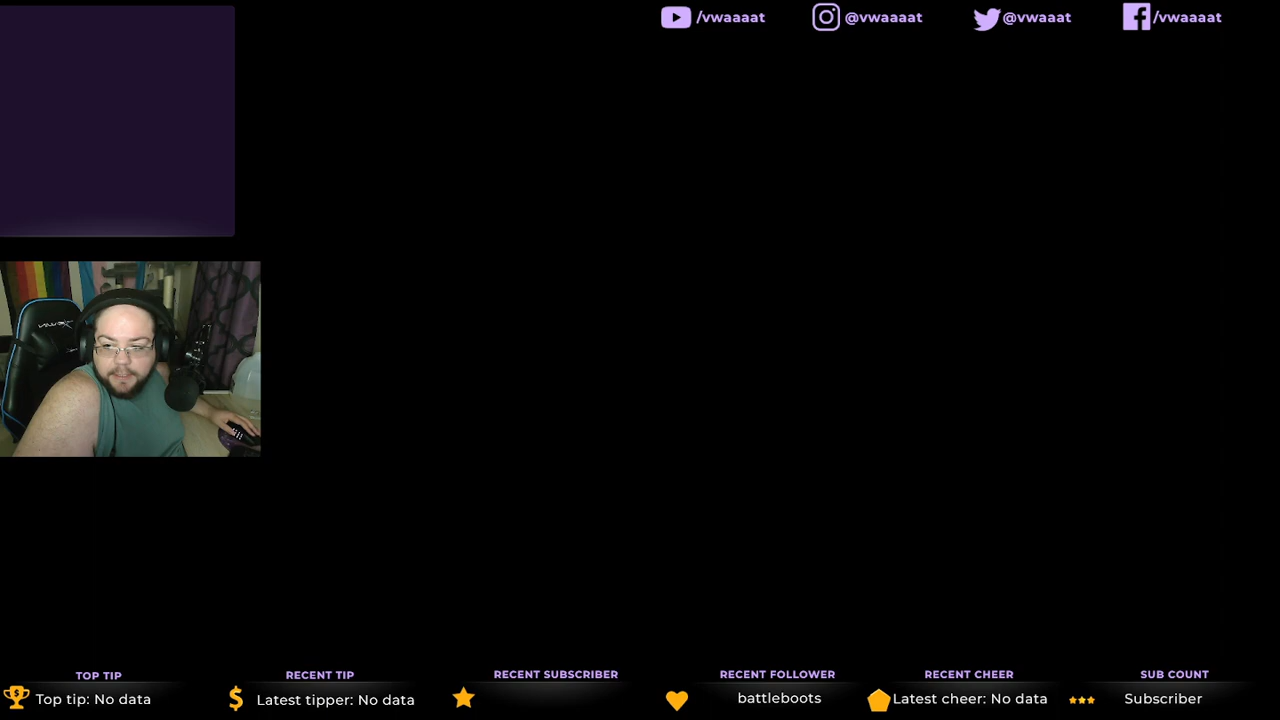 /vwaaaat @vwaaaat @vwaaat /vwaaaat
TOP TIP RECENT TIP RECENT SUBSCRIBER RECENT FOLLOWER RECENT CHEER SUB COUNT
Top tip: No data Latest tipper: No data battleboots Latest cheer: No data Subscriber